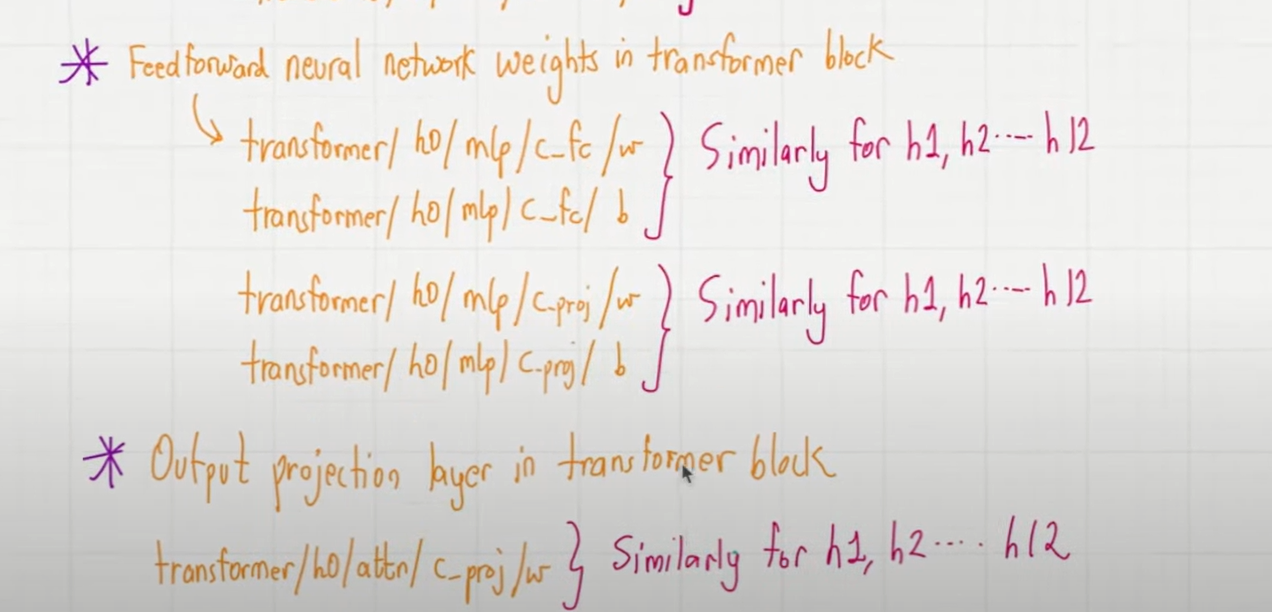 * Feedforward neural network weights in transformer block
transformer/ h0/ mlp/ c_fc /w } Similarly for h1, h2---- h12
transformer/ h0/ mlp/ c_fc/ b
transformer/ h0/ mlp/ c_proj /w } Similarly for h1, h2---- h12
transformer/ h0/ mlp/ c_proj/ b
* Output projection layer in transformer block
transformer/h0/attn/ c_proj/w } Similarly for h1, h2.... h12